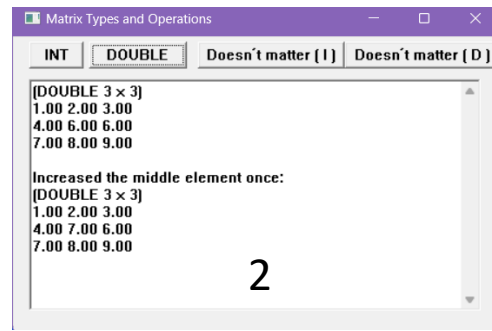 Matrix Types and Operations
INT DOUBLE Doesn´t matter ( I ) Doesn´t matter ( D )
(DOUBLE 3 × 3)
1.00 2.00 3.00
4.00 6.00 6.00
7.00 8.00 9.00
Increased the middle element once:
(DOUBLE 3 × 3)
1.00 2.00 3.00
4.00 7.00 6.00
7.00 8.00 9.00
2